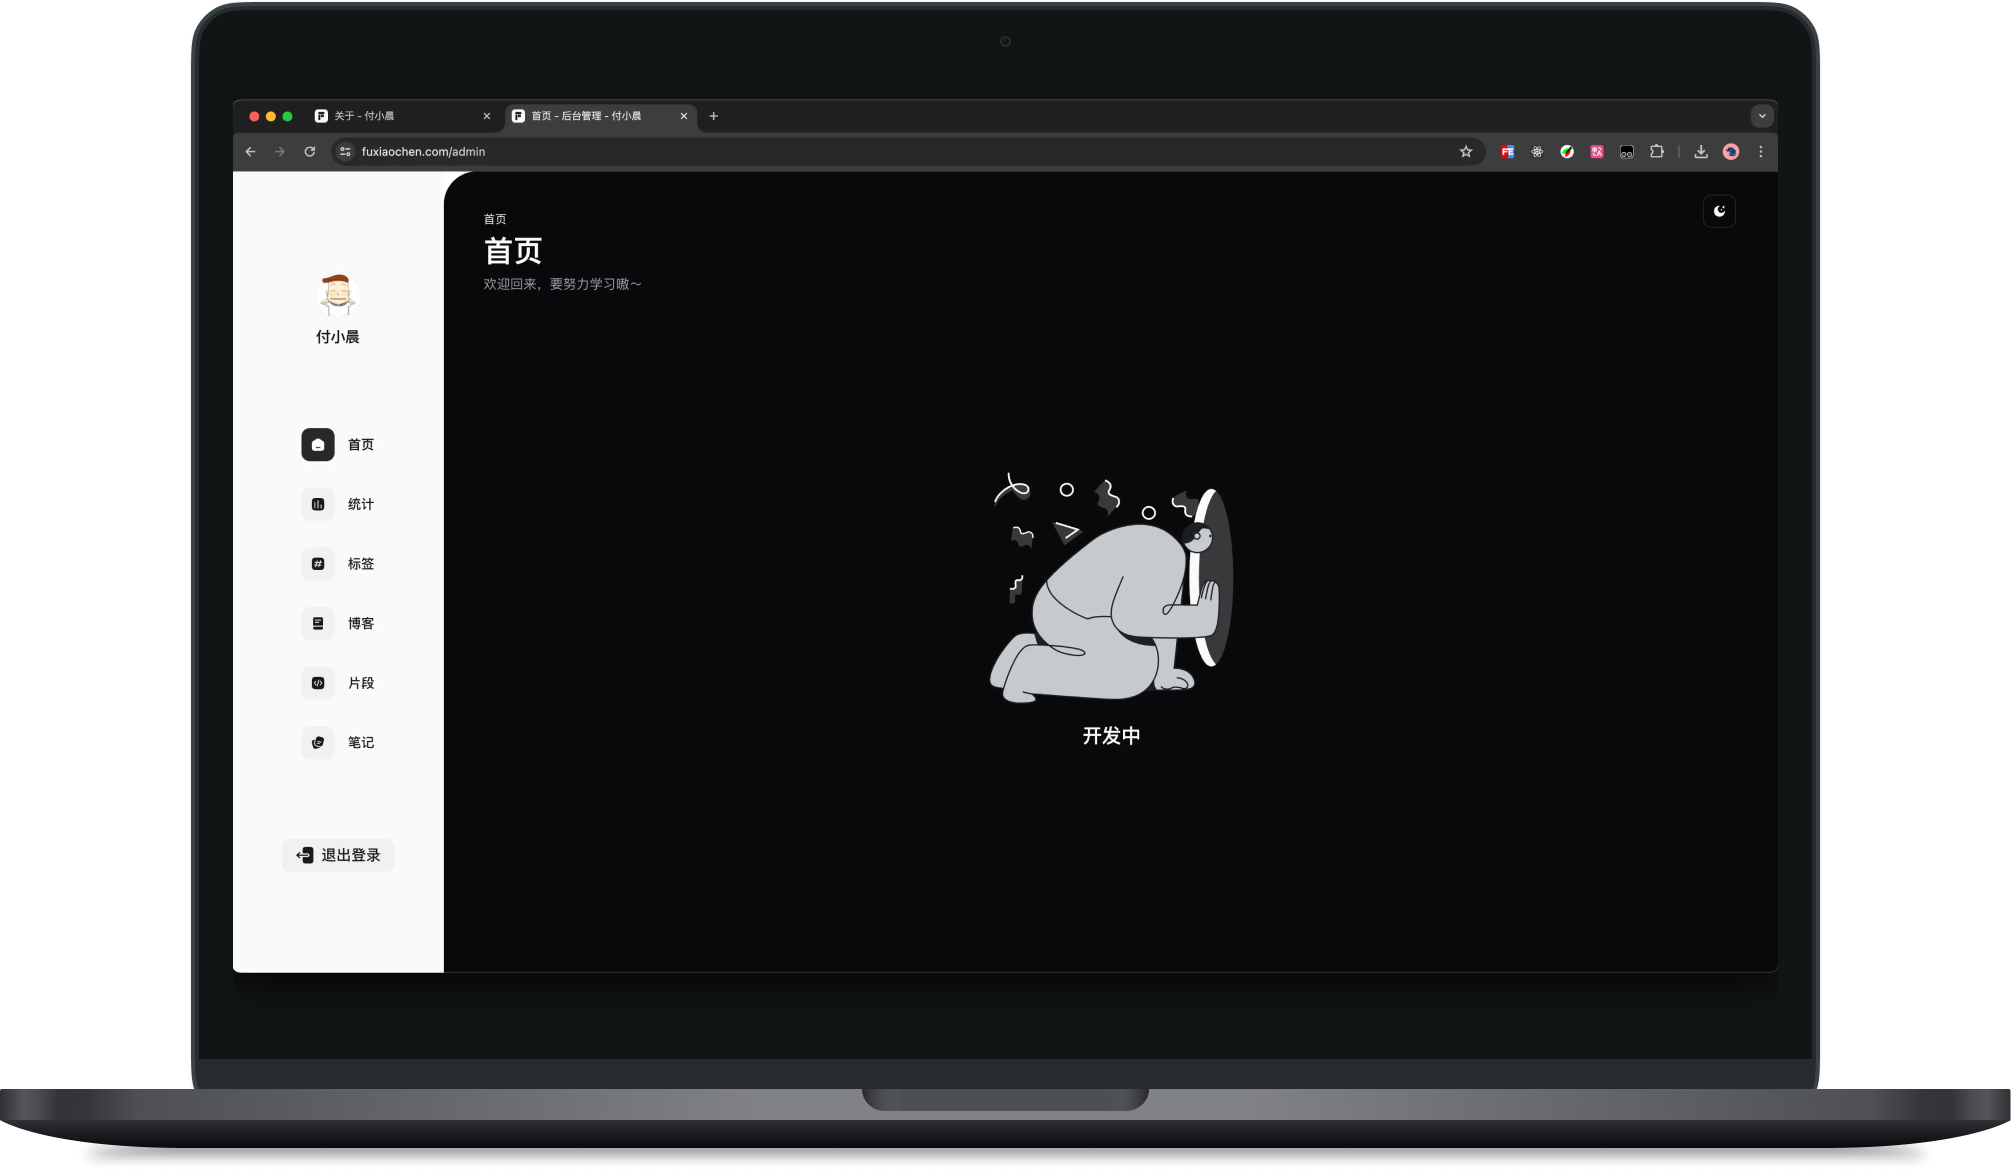 关于 - 付小晨
首页 - 后台管理 - 付小晨
fuxiaochen.com/admin
首页
首页
欢迎回来，要努力学习嗷～
付小晨
首页
统计
标签
博客
片段
笔记
退出登录
开发中